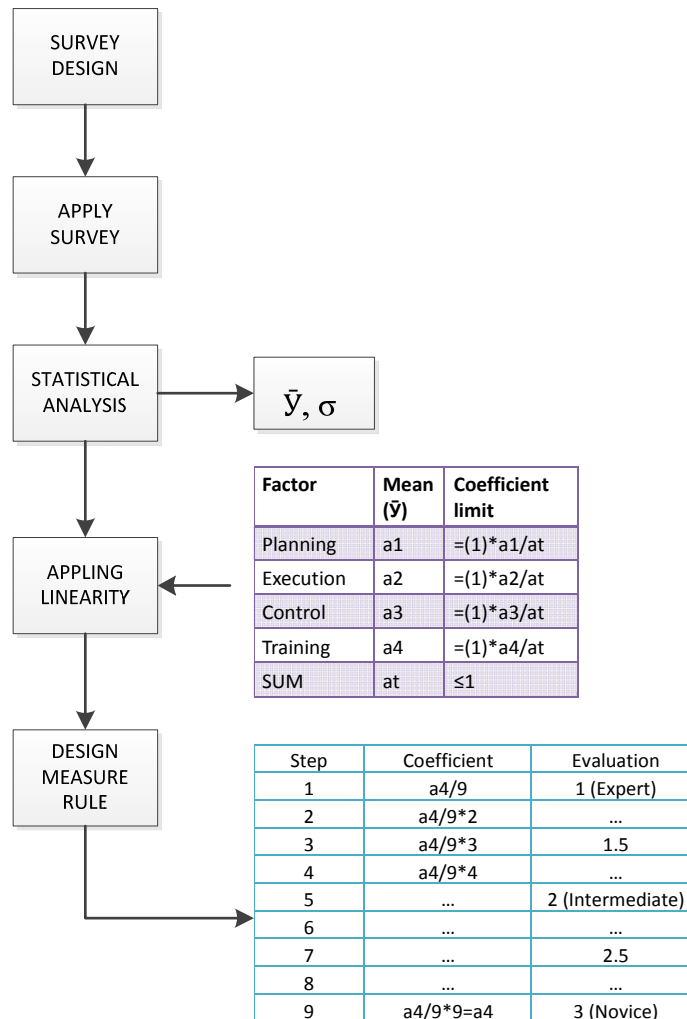 SURVEY
DESIGN
APPLY
SURVEY
STATISTICAL
ANALYSIS
ȳ, σ
Factor Mean (ȳ) Coefficient limit
Planning a1 =(1)*a1/at
Execution a2 =(1)*a2/at
Control a3 =(1)*a3/at
Training a4 =(1)*a4/at
SUM at ≤1
APPLING
LINEARITY
DESIGN
MEASURE
RULE
Step Coefficient Evaluation
1 a4/9 1 (Expert)
2 a4/9*2 ...
3 a4/9*3 1.5
4 a4/9*4 ...
5 ... 2 (Intermediate)
6 ... ...
7 ... 2.5
8 ... ...
9 a4/9*9=a4 3 (Novice)